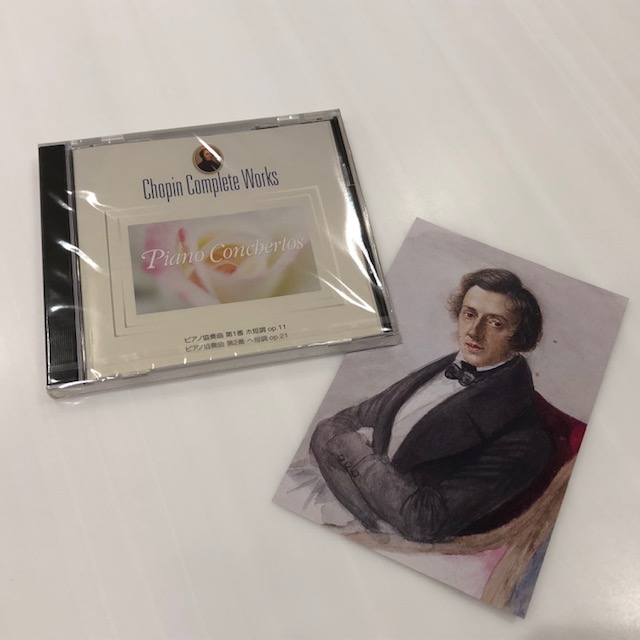 Chopin Complete Works
Piano Conchertos
ピアノ協奏曲 第1番 ホ短調 op.11
ピアノ協奏曲 第2番 ヘ短調 op.21